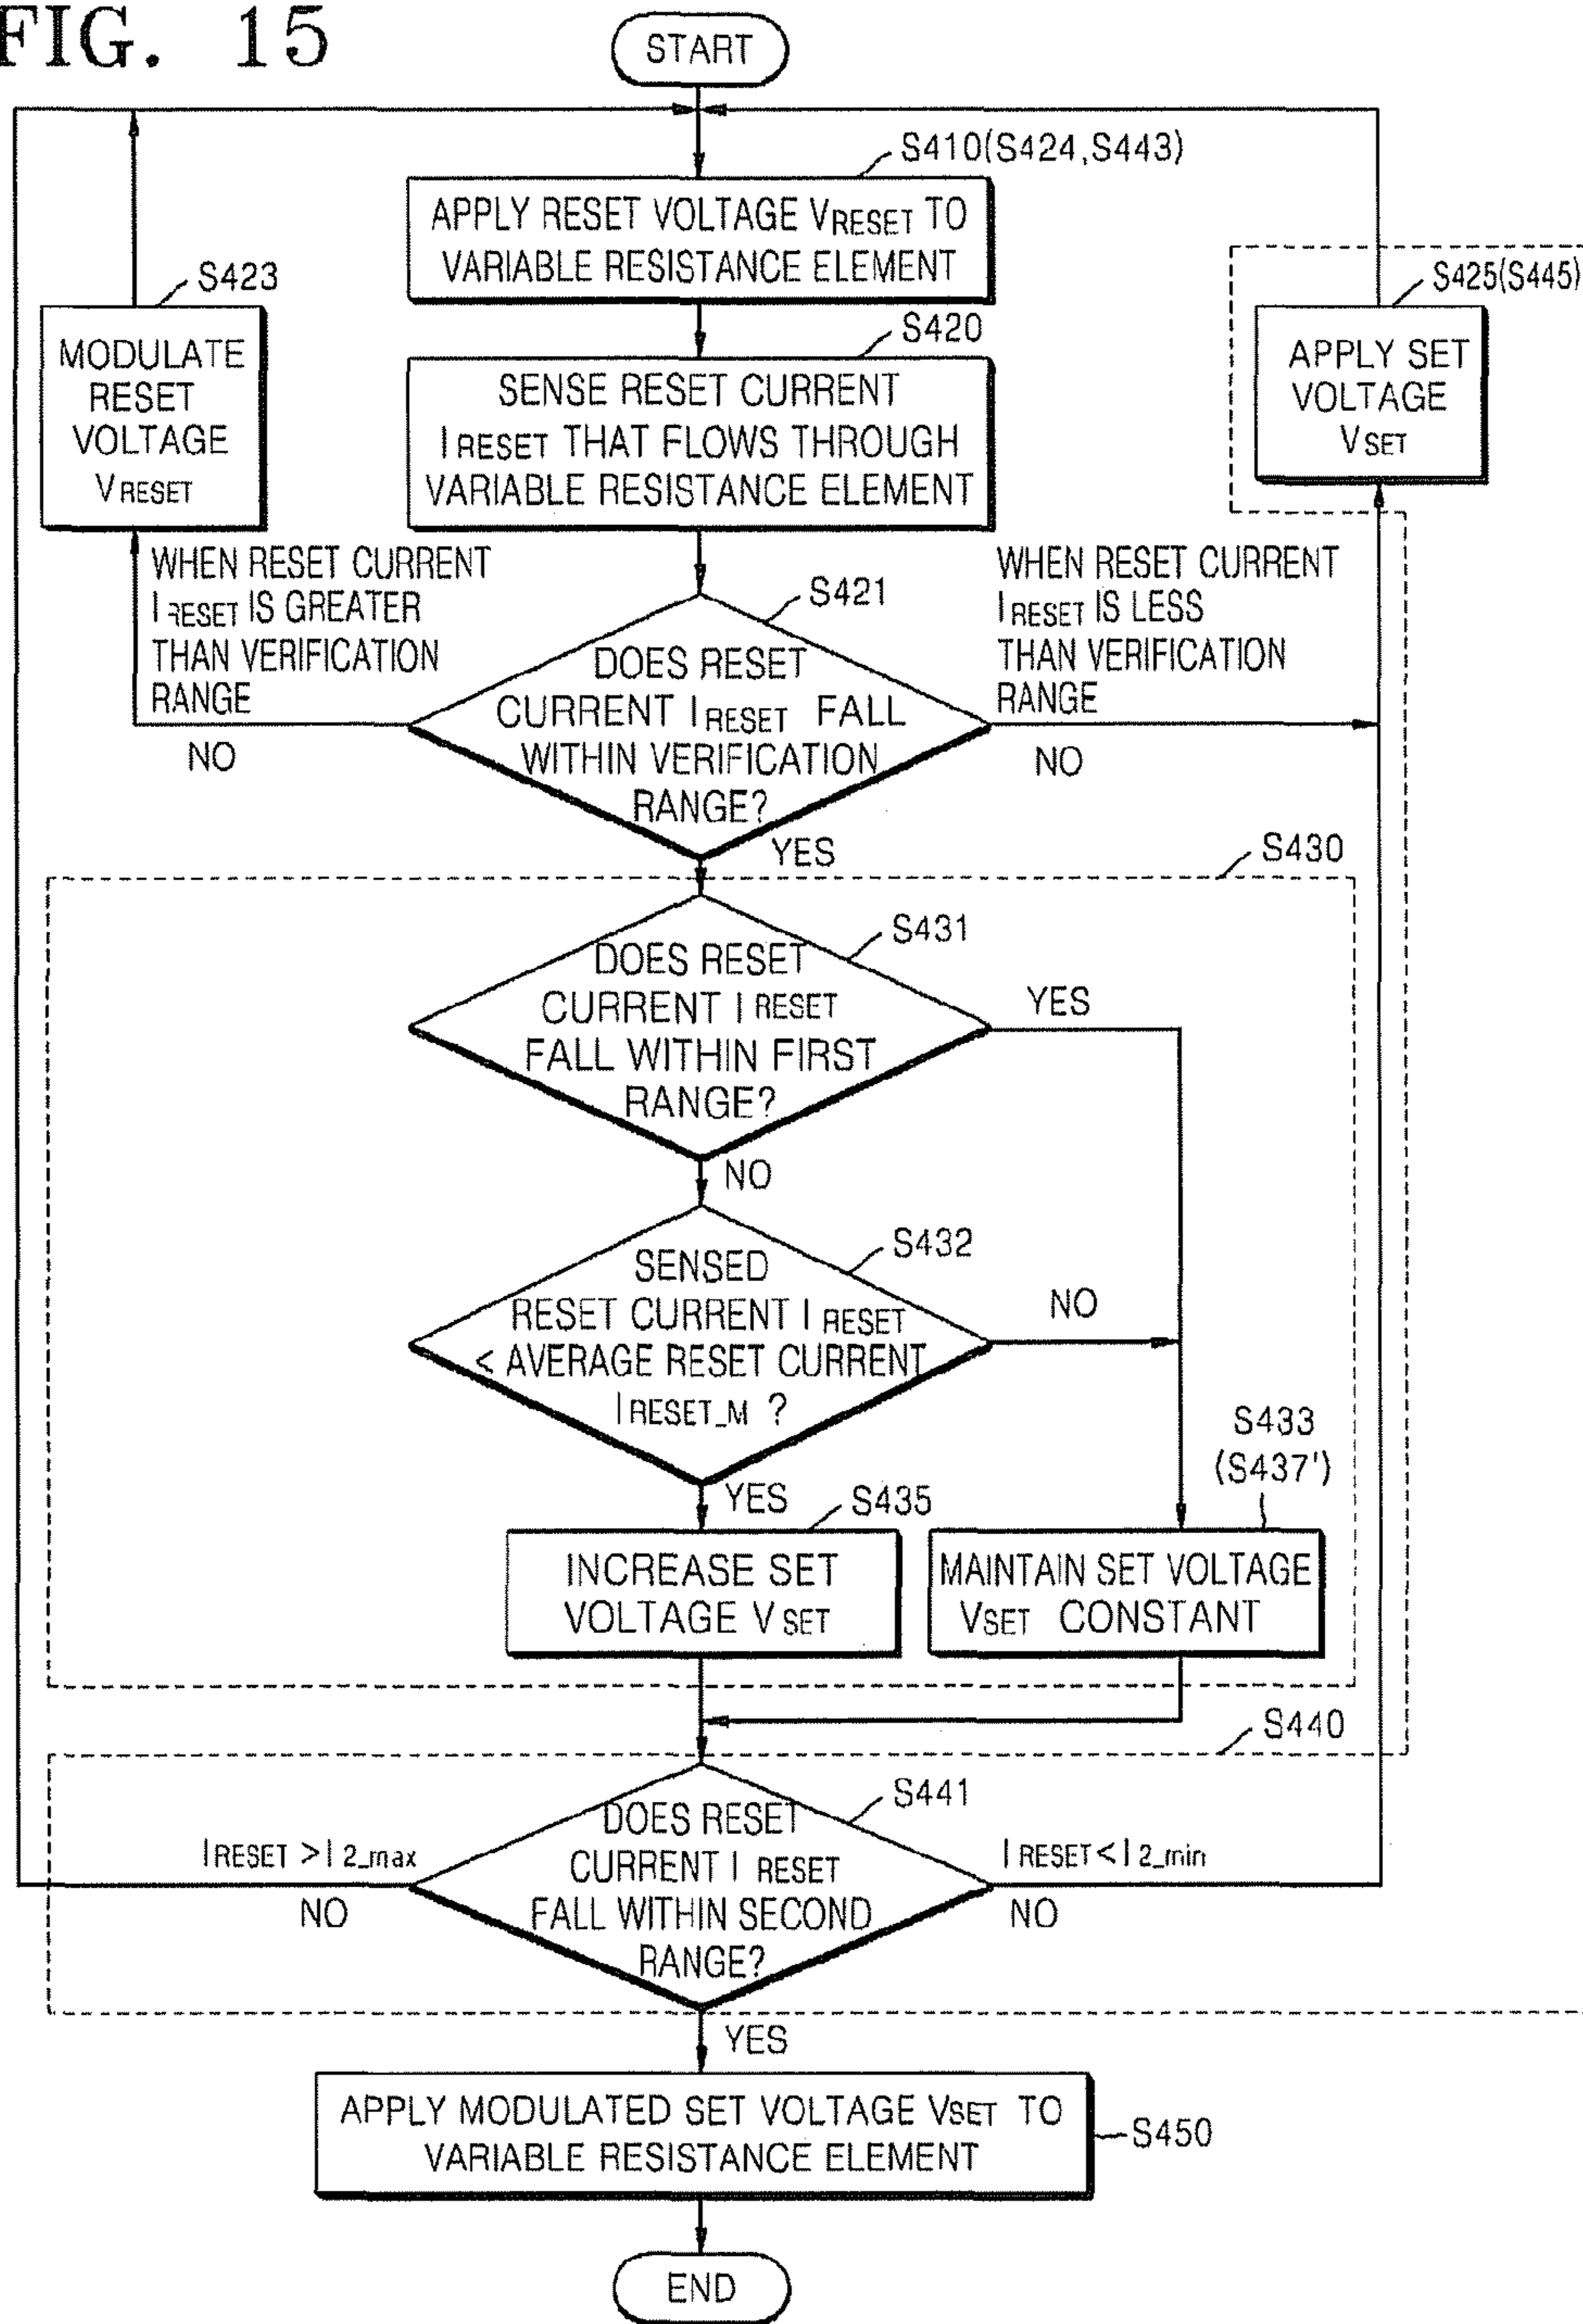 FIG. 15
START
S410(S424,S443)
APPLY RESET VOLTAGE VRESET TO
VARIABLE RESISTANCE ELEMENT
S423
MODULATE
RESET
VOLTAGE
VRESET
S420
SENSE RESET CURRENT
IRESET THAT FLOWS THROUGH
VARIABLE RESISTANCE ELEMENT
S425(S445)
APPLY SET
VOLTAGE
VSET
WHEN RESET CURRENT
IRESET IS GREATER
THAN VERIFICATION
RANGE
NO
S421
DOES RESET
CURRENT IRESET FALL
WITHIN VERIFICATION
RANGE?
WHEN RESET CURRENT
IRESET IS LESS
THAN VERIFICATION
RANGE
NO
YES
S430
S431
DOES RESET
CURRENT IRESET
FALL WITHIN FIRST
RANGE?
YES
NO
S432
SENSED
RESET CURRENT IRESET
< AVERAGE RESET CURRENT
IRESET_M ?
NO
YES
S435
INCREASE SET
VOLTAGE VSET
S433
(S437')
MAINTAIN SET VOLTAGE
VSET CONSTANT
S440
S441
DOES RESET
CURRENT IRESET
FALL WITHIN SECOND
RANGE?
IRESET >I2_max
NO
IRESET<I2_min
NO
YES
APPLY MODULATED SET VOLTAGE VSET TO
VARIABLE RESISTANCE ELEMENT
S450
END